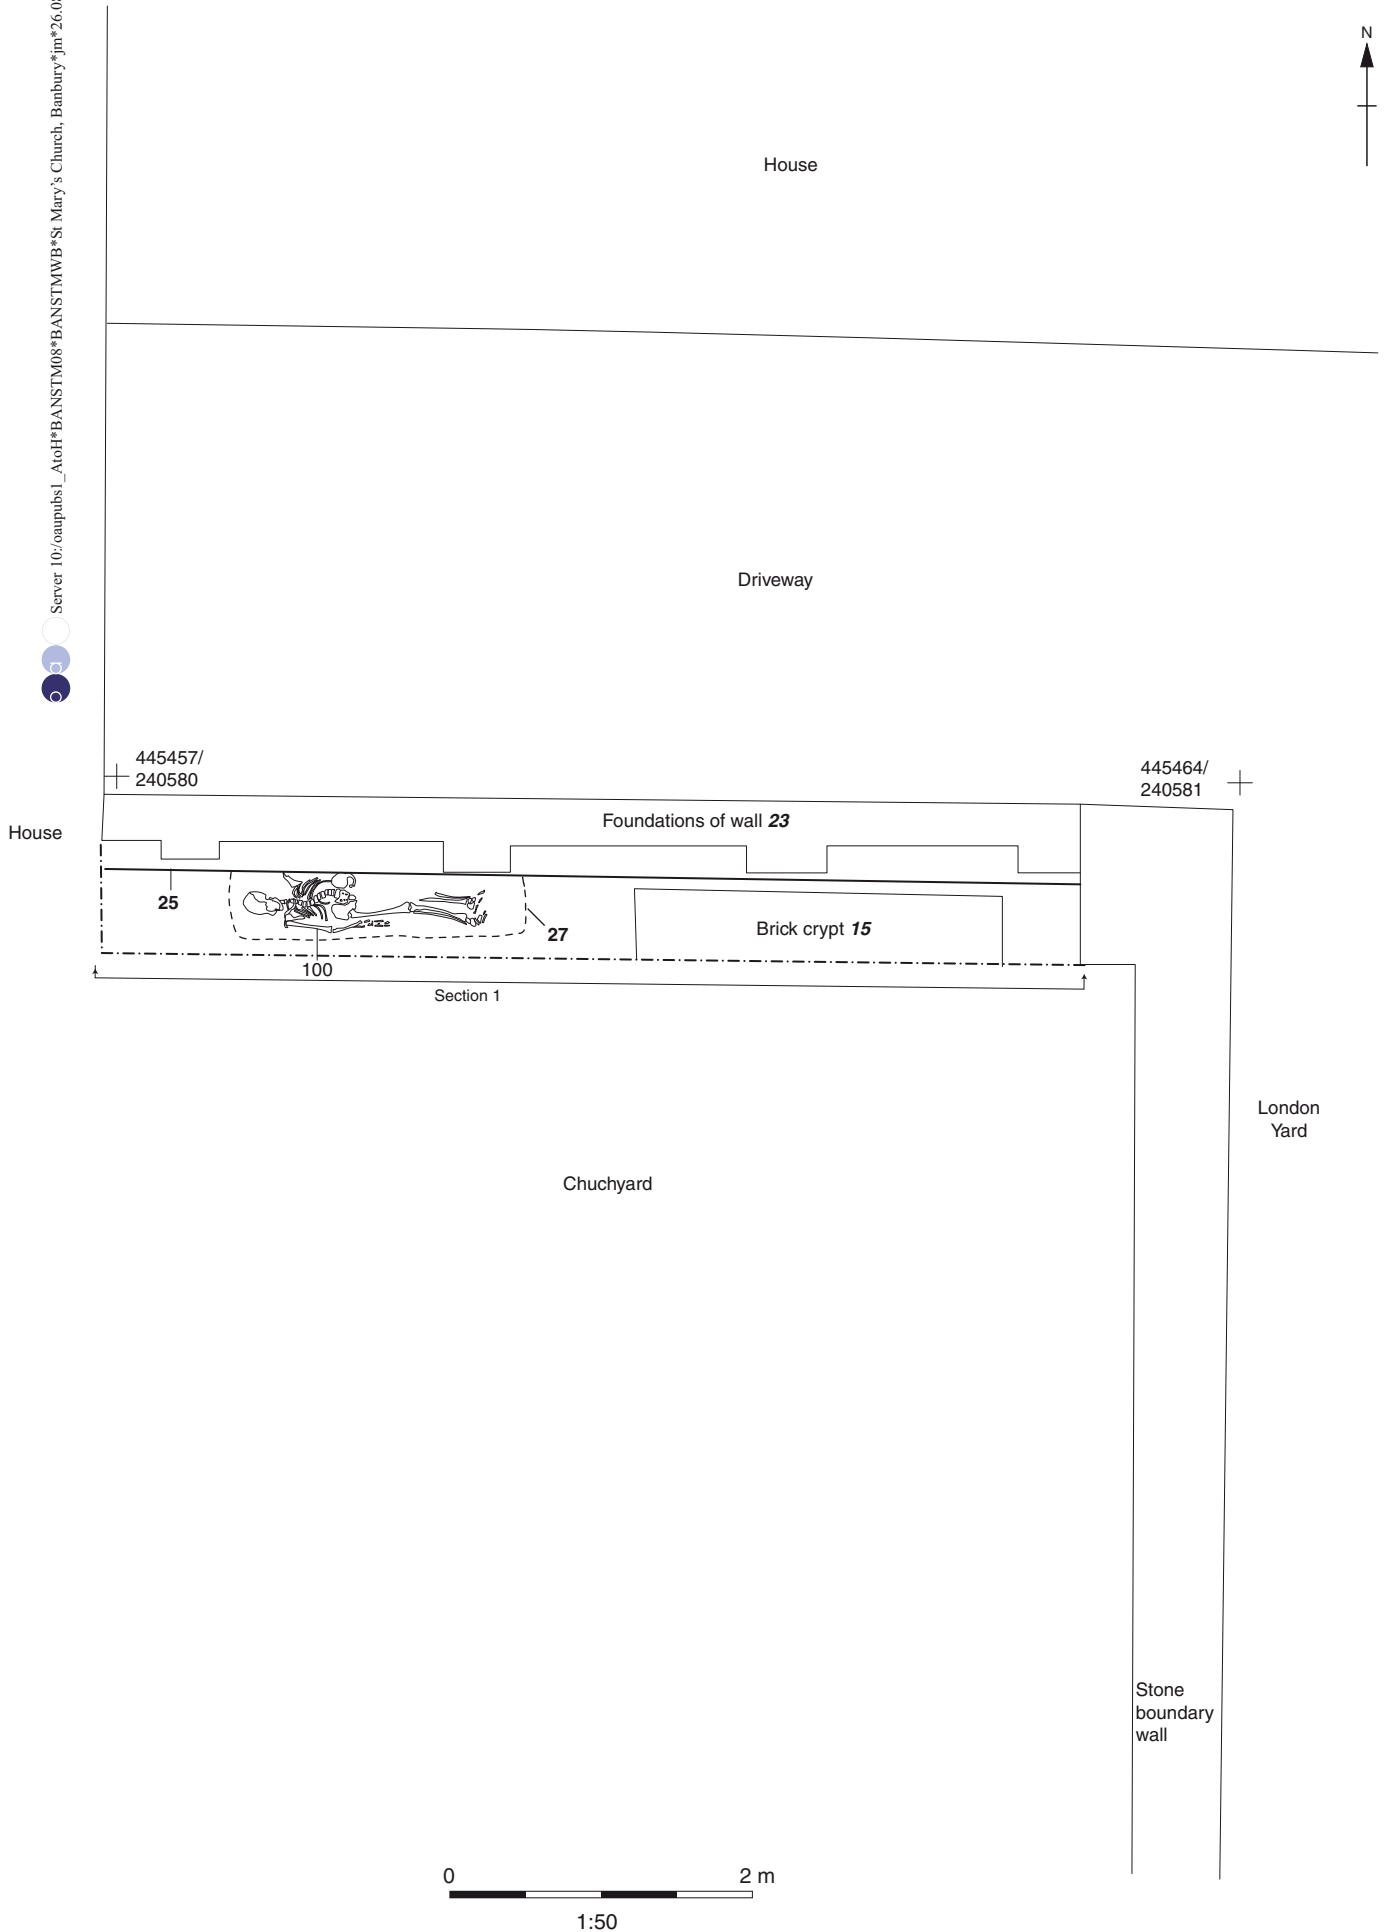 Server 10:/oaupubs1_AtoH*BANSTM08*BANSTMWB*St Mary's Church, Banbury*jm*26.08
N
House
Driveway
445457/
240580
445464/
240581
House
Foundations of wall 23
25
27
Brick crypt 15
100
Section 1
London
Yard
Chuchyard
Stone
boundary
wall
0 2 m
1:50